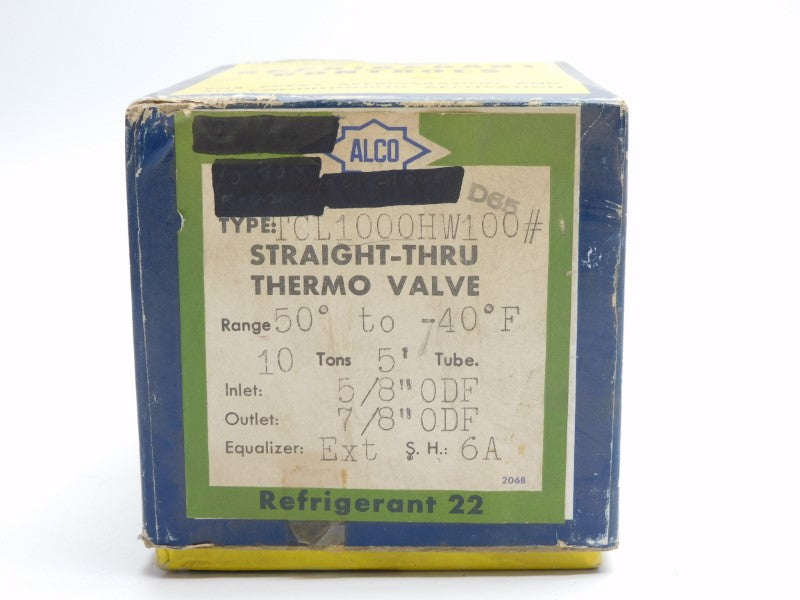 CONTROLS
ALCO
D65
TYPE: TCL1000HW100#
STRAIGHT-THRU
THERMO VALVE
Range 50° to -40°F
10 Tons 5' Tube.
Inlet: 5/8" ODF
Outlet: 7/8" ODF
Equalizer: Ext S. H.: 6A
2068
Refrigerant 22